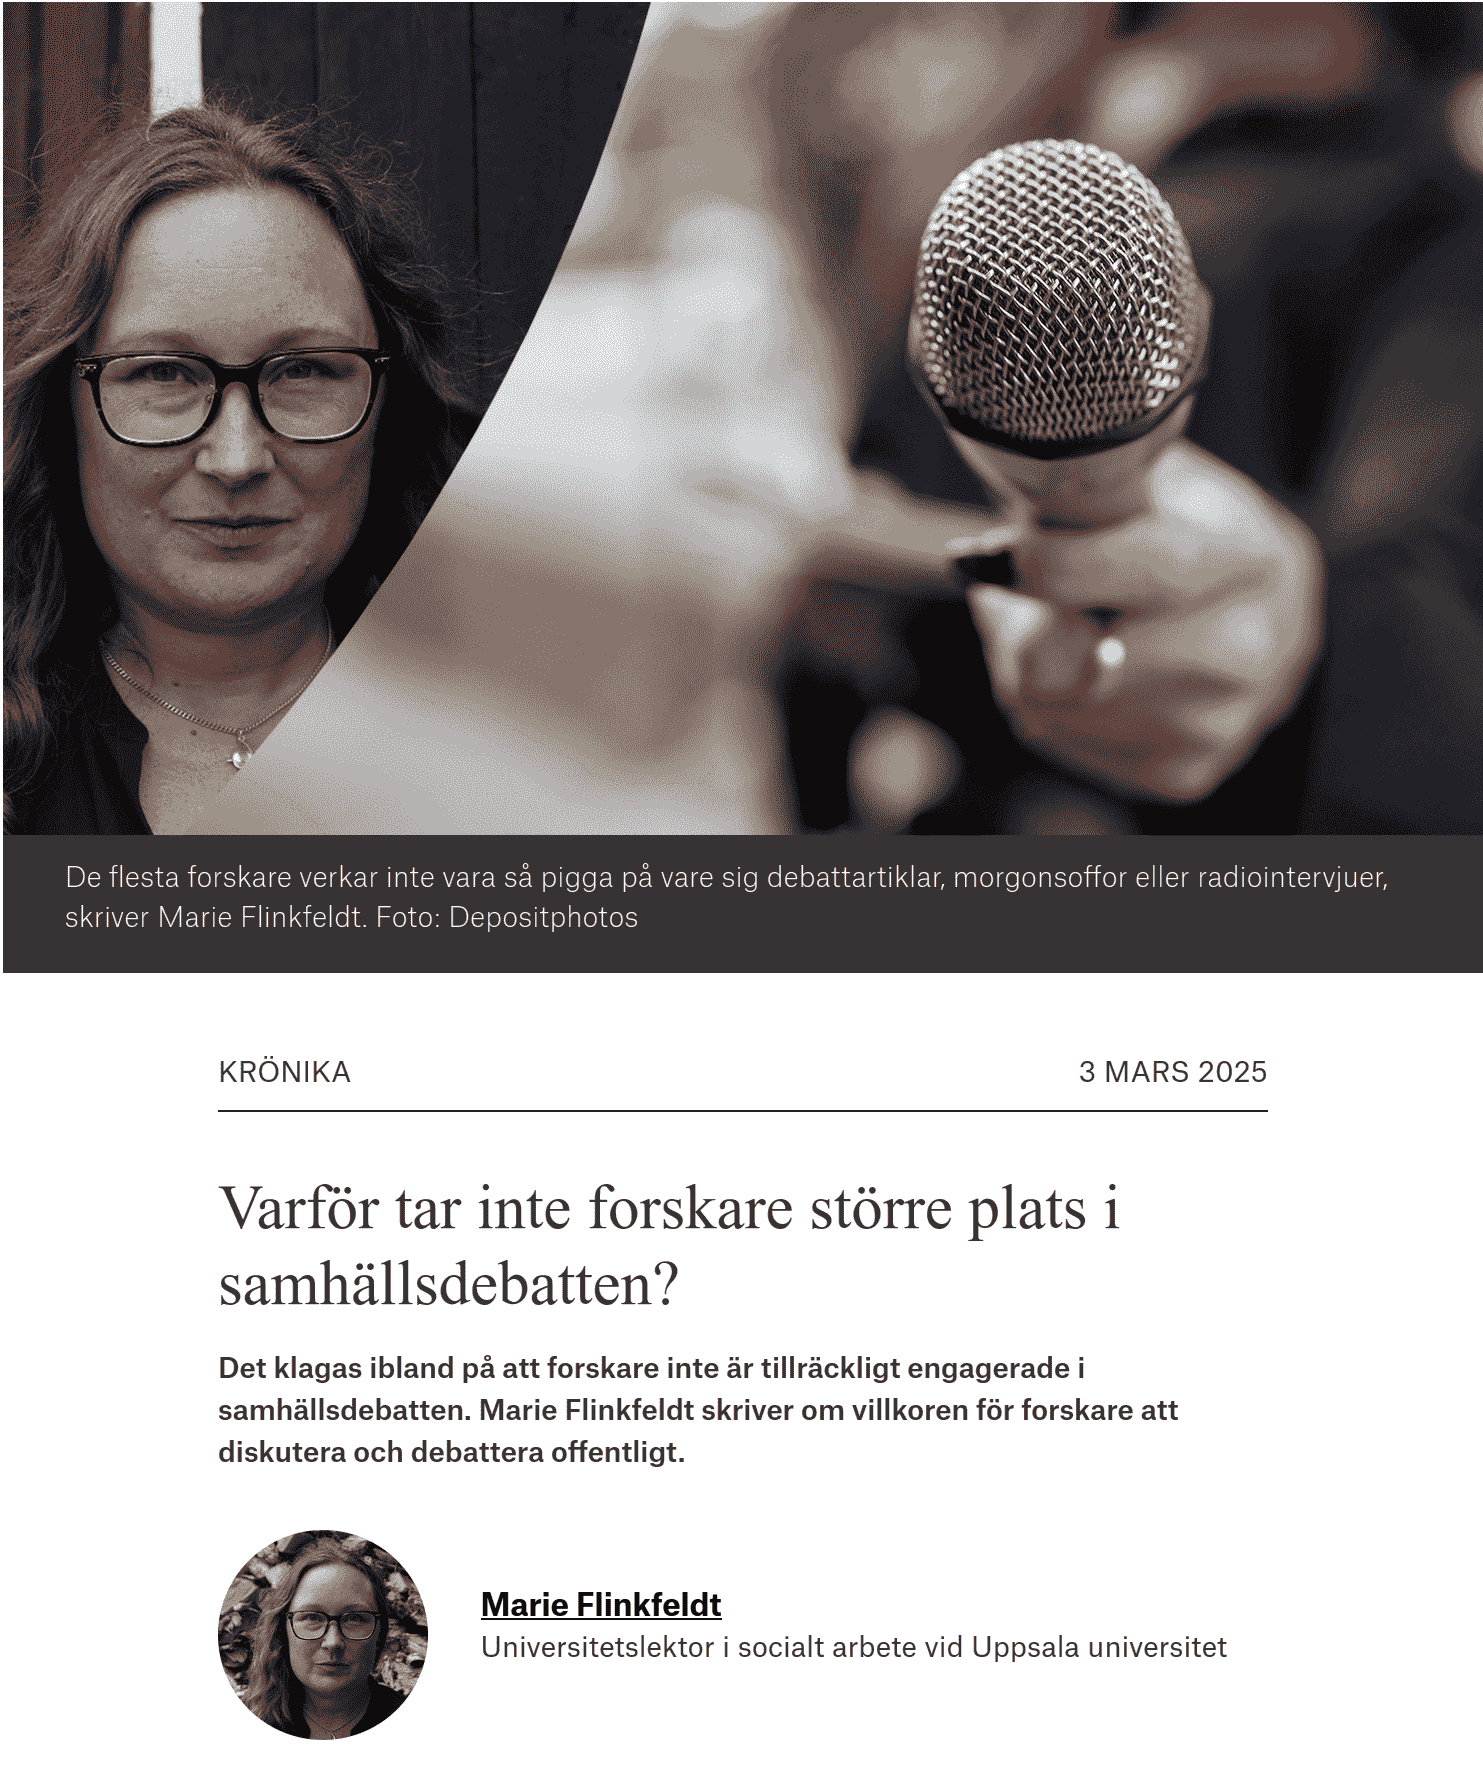 De flesta forskare verkar inte vara så pigga på vare sig debattartiklar, morgonsoffor eller radiointervjuer,
skriver Marie Flinkfeldt. Foto: Depositphotos
KRÖNIKA
3 MARS 2025
Varför tar inte forskare större plats i
samhällsdebatten?
Det klagas ibland på att forskare inte är tillräckligt engagerade i
samhällsdebatten. Marie Flinkfeldt skriver om villkoren för forskare att
diskutera och debattera offentligt.
Marie Flinkfeldt
Universitetslektor i socialt arbete vid Uppsala universitet